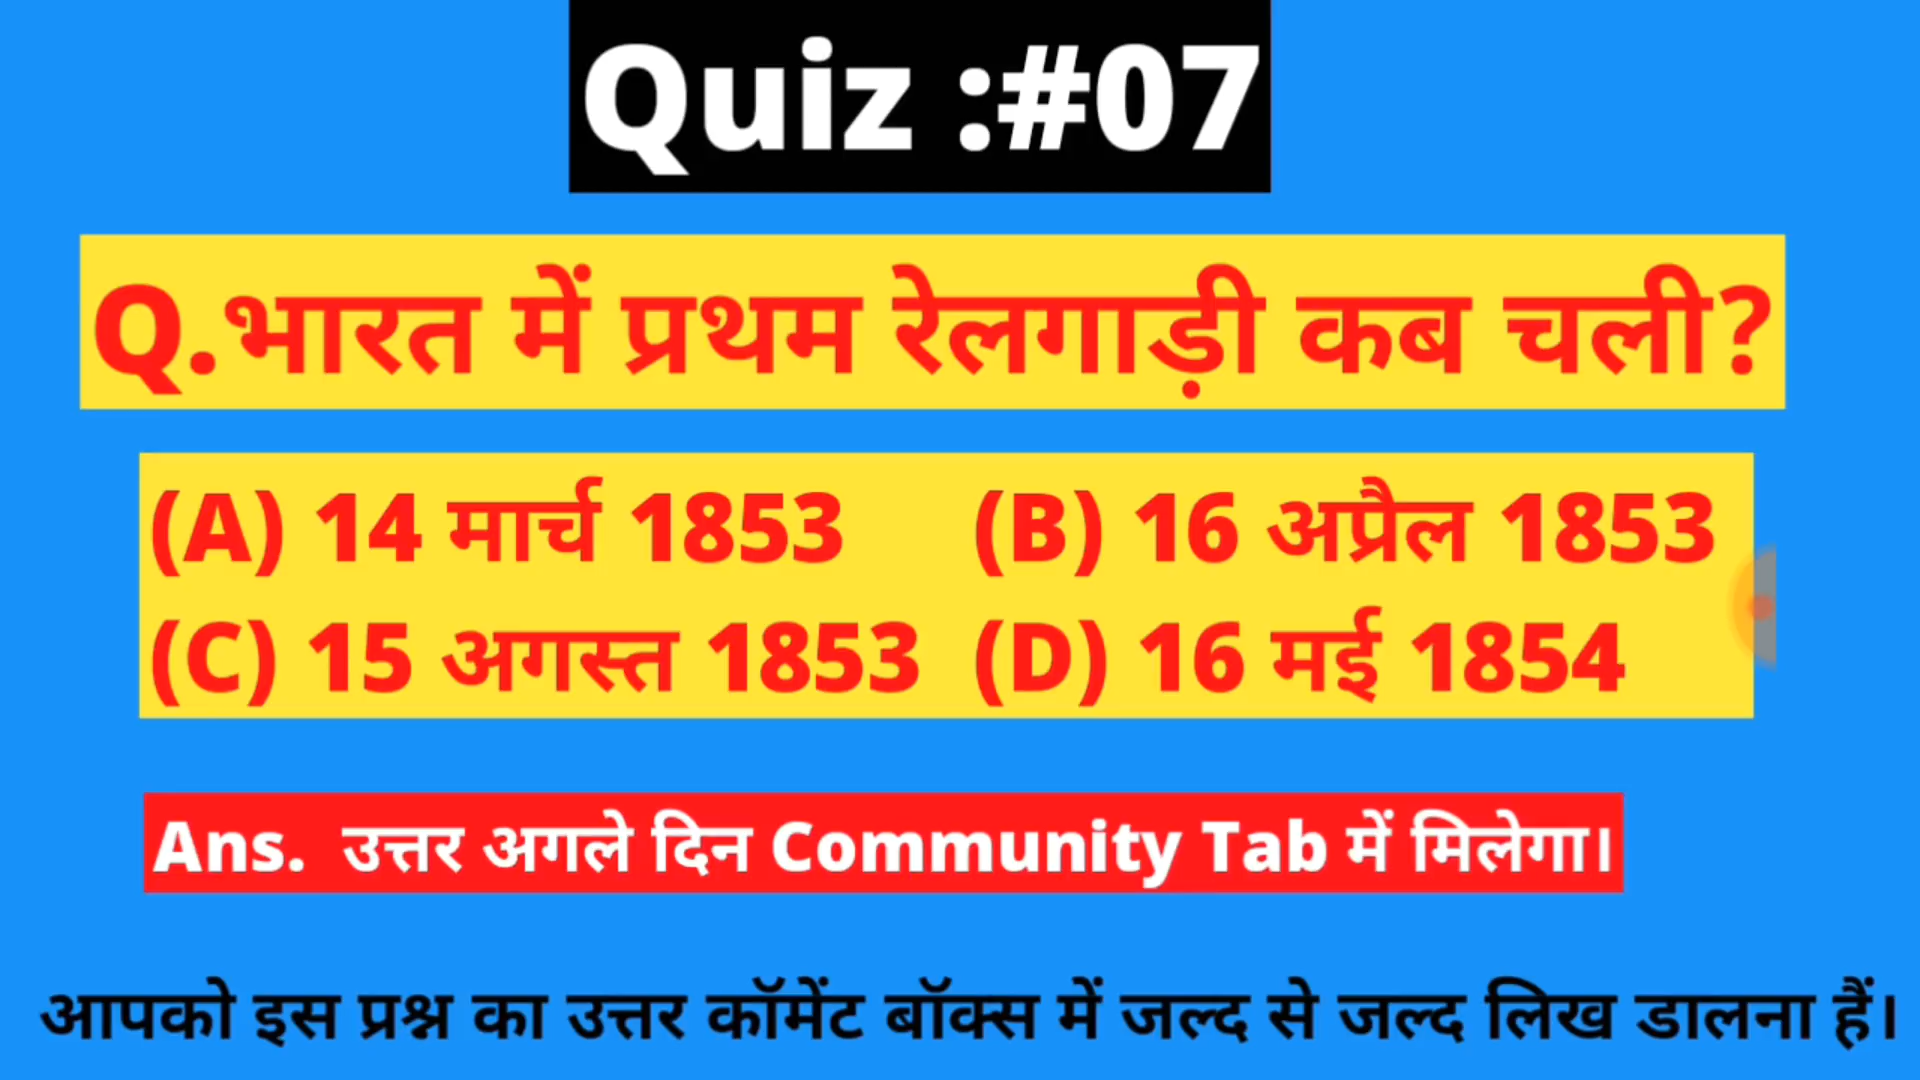 Quiz :#07
Q.भारत में प्रथम रेलगाड़ी कब चली?
(A) 14 मार्च 1853 (B) 16 अप्रैल 1853
(C) 15 अगस्त 1853 (D) 16 मई 1854
Ans. उत्तर अगले दिन Community Tab में मिलेगा।
आपको इस प्रश्न का उत्तर कॉमेंट बॉक्स में जल्द से जल्द लिख डालना हैं।